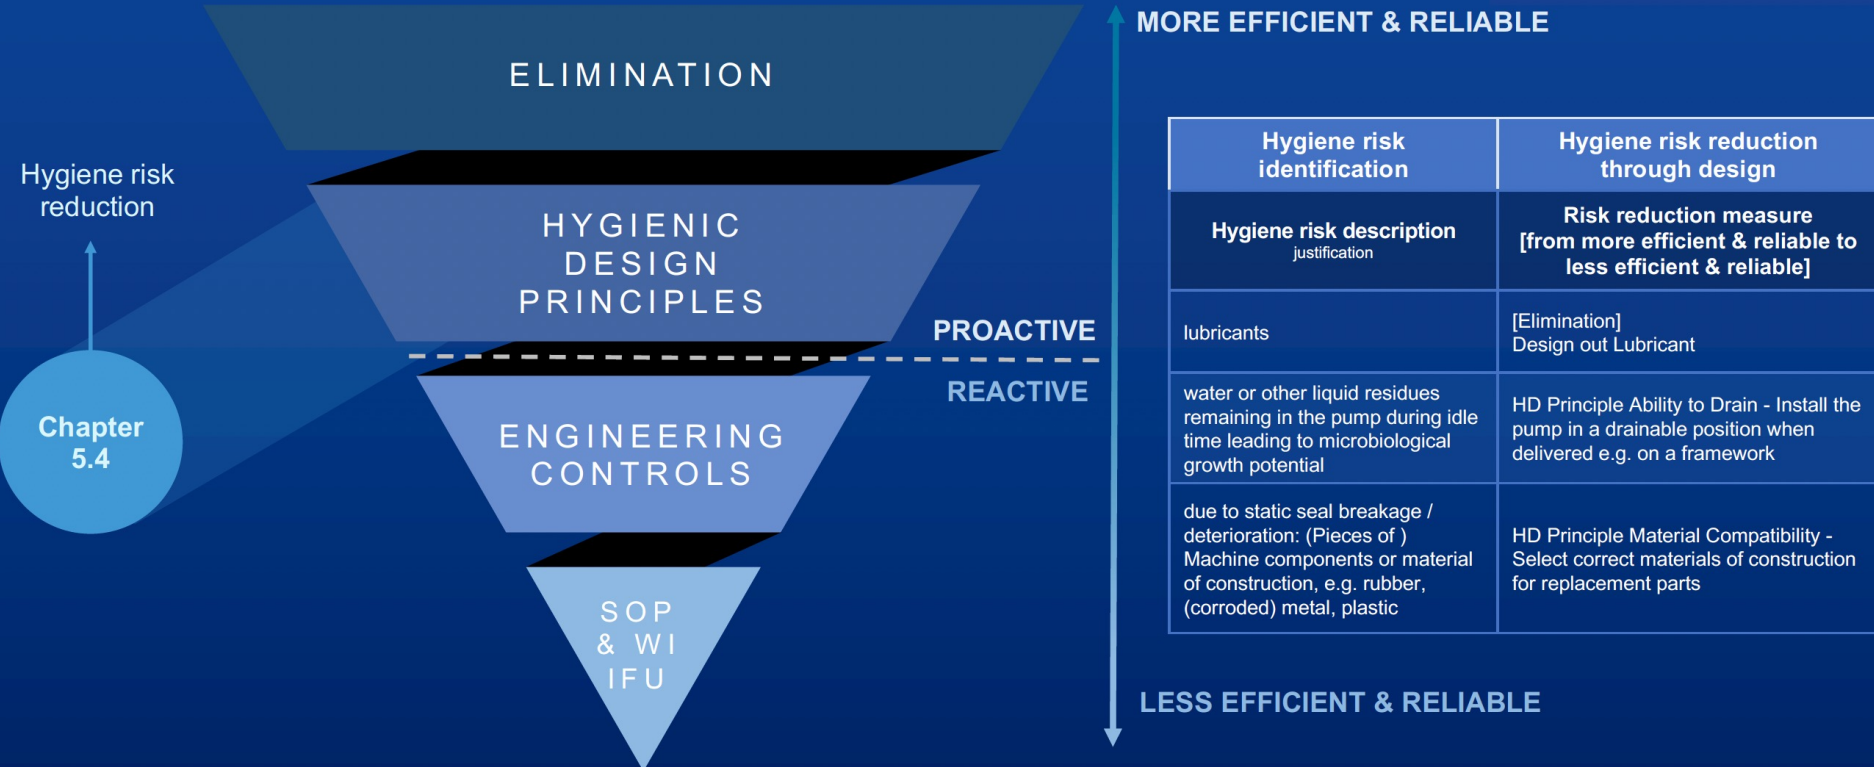 MORE EFFICIENT & RELIABLE
ELIMINATION
Hygiene risk
reduction
HYGIENIC
DESIGN
PRINCIPLES
PROACTIVE
REACTIVE
Chapter
5.4
ENGINEERING
CONTROLS
SOP
& WI
IFU
LESS EFFICIENT & RELIABLE
Hygiene risk
identification
Hygiene risk reduction
through design
Hygiene risk description
justification
Risk reduction measure
[from more efficient & reliable to
less efficient & reliable]
lubricants
[Elimination]
Design out Lubricant
water or other liquid residues
remaining in the pump during idle
time leading to microbiological
growth potential
HD Principle Ability to Drain - Install the
pump in a drainable position when
delivered e.g. on a framework
due to static seal breakage /
deterioration: (Pieces of )
Machine components or material
of construction, e.g. rubber,
(corroded) metal, plastic
HD Principle Material Compatibility -
Select correct materials of construction
for replacement parts